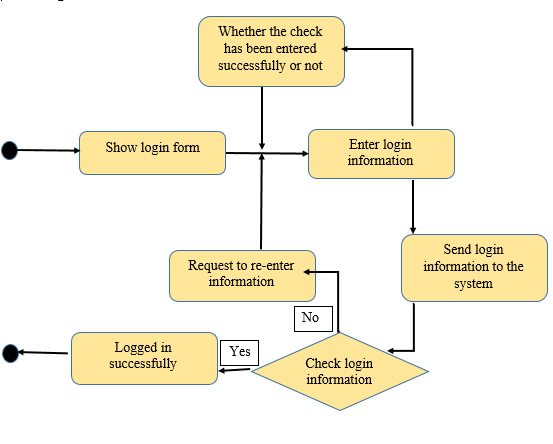 Whether the check
has been entered
successfully or not
Show login form
Enter login
information
Request to re-enter
information
Send login
information to the
system
No
Logged in
successfully
Yes
Check login
information